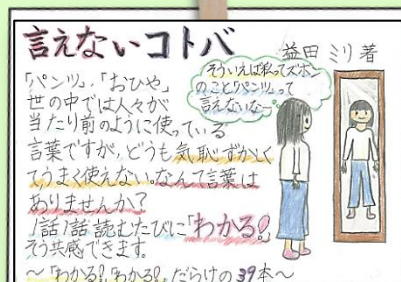 言えないコトバ
益田 ミリ 著
「パンツ」、「おひや」
世の中では人々が
当たり前のように使っている
言葉ですが、どうも気恥ずかしく
てうまく使えない。なんて言葉は
ありませんか?
1話1話 読むたびに「わかる!」
そう共感できます。
～「わかる!」「わかる!」だらけの39本～
そういえば私ってズボン
のこと「パンツ」って
言えないな～